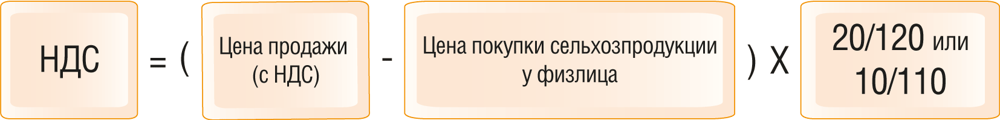 НДС = ( Цена продажи (с НДС) - Цена покупки сельхозпродукции у физлица ) X 20/120 или 10/110